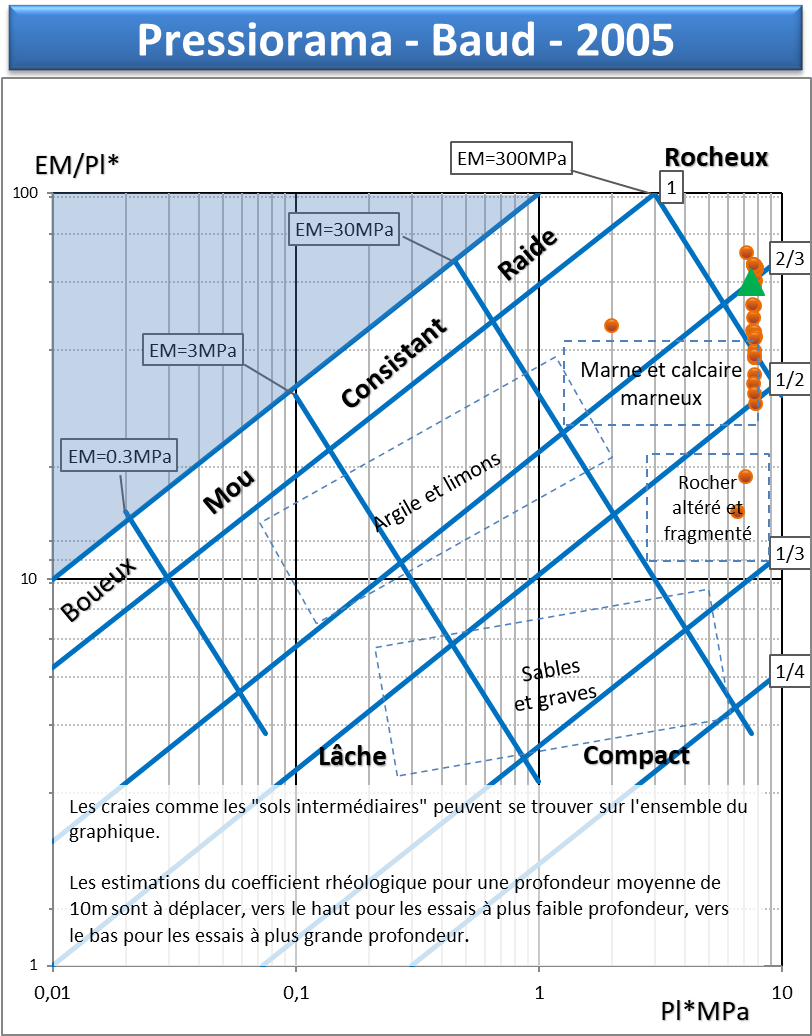 Pressiorama - Baud - 2005
EM/Pl*
EM=300MPa
Rocheux
100
1
EM=30MPa
Raide
2/3
EM=3MPa
Consistant
Marne et calcaire
marneux
1/2
EM=0.3MPa
Mou
Argile et limons
Rocher
altéré et
fragmenté
1/3
10
Boueux
1/4
Sables
et graves
Lâche
Compact
Les craies comme les "sols intermédiaires" peuvent se trouver sur l'ensemble du
graphique.
Les estimations du coefficient rhéologique pour une profondeur moyenne de
10m sont à déplacer, vers le haut pour les essais à plus faible profondeur, vers
le bas pour les essais à plus grande profondeur.
1
0,01
0,1
1
10
Pl*MPa